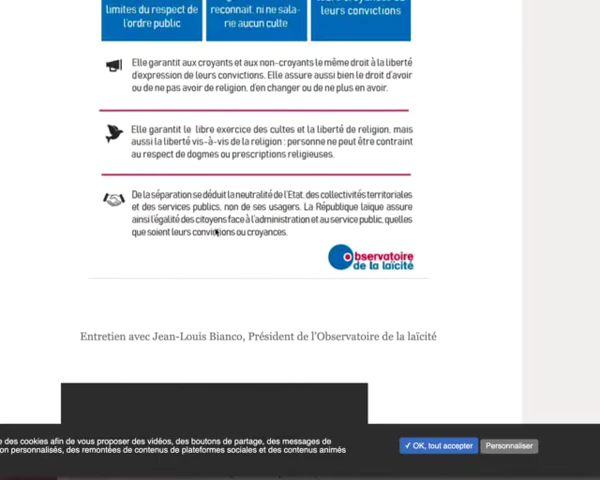 limites du respect de
l'ordre public
reconnait, ni ne sala-
rie aucun culte
leurs convictions
Elle garantit aux croyants et aux non-croyants le même droit à la liberté
d'expression de leurs convictions. Elle assure aussi bien le droit d'avoir
ou de ne pas avoir de religion, d'en changer ou de ne plus en avoir.
Elle garantit le libre exercice des cultes et la liberté de religion, mais
aussi la liberté vis-à-vis de la religion : personne ne peut être contraint
au respect de dogmes ou prescriptions religieuses.
De la séparation se déduit la neutralité de l'Etat, des collectivités territoriales
et des services publics, non de ses usagers. La République laïque assure
ainsi l'égalité des citoyens face à l'administration et au service public, quelles
que soient leurs convictions ou croyances.
Observatoire
de la laïcité
Entretien avec Jean-Louis Bianco, Président de l'Observatoire de la laïcité
e des cookies afin de vous proposer des vidéos, des boutons de partage, des messages de
on personnalisés, des remontées de contenus de plateformes sociales et des contenus animés
✓ OK, tout accepter
Personnaliser